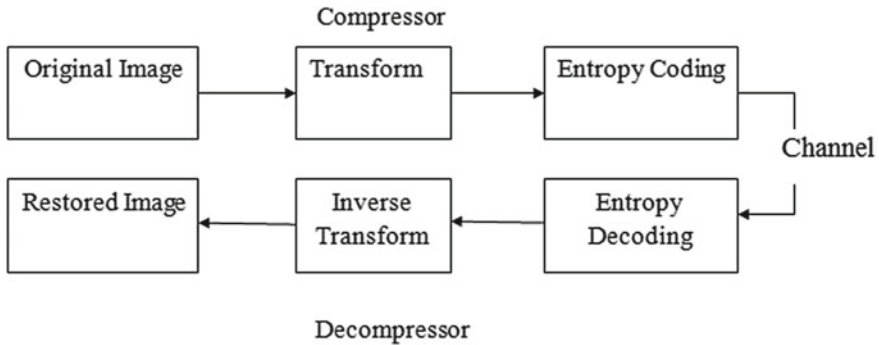 Compressor
Original Image
Transform
Entropy Coding
Channel
Restored Image
Inverse
Transform
Entropy
Decoding
Decompressor